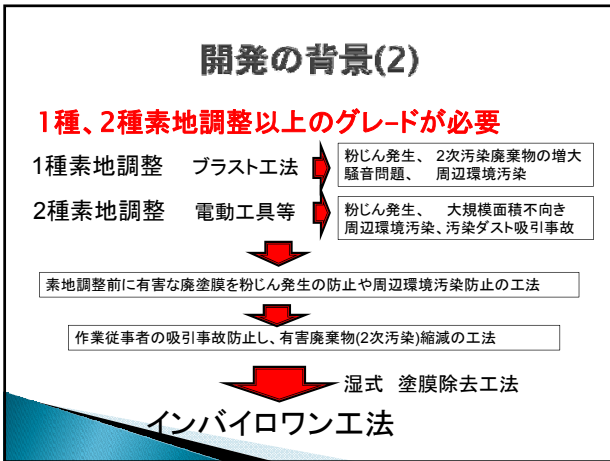 開発の背景(2)
1種、2種素地調整以上のグレードが必要
1種素地調整 ブラスト工法
粉じん発生、 2次汚染廃棄物の増大
騒音問題、 周辺環境汚染
2種素地調整 電動工具等
粉じん発生、 大規模面積不向き
周辺環境汚染、汚染ダスト吸引事故
素地調整前に有害な廃塗膜を粉じん発生の防止や周辺環境汚染防止の工法
作業従事者の吸引事故防止し、有害廃棄物(2次汚染)縮減の工法
湿式 塗膜除去工法
インバイロワン工法